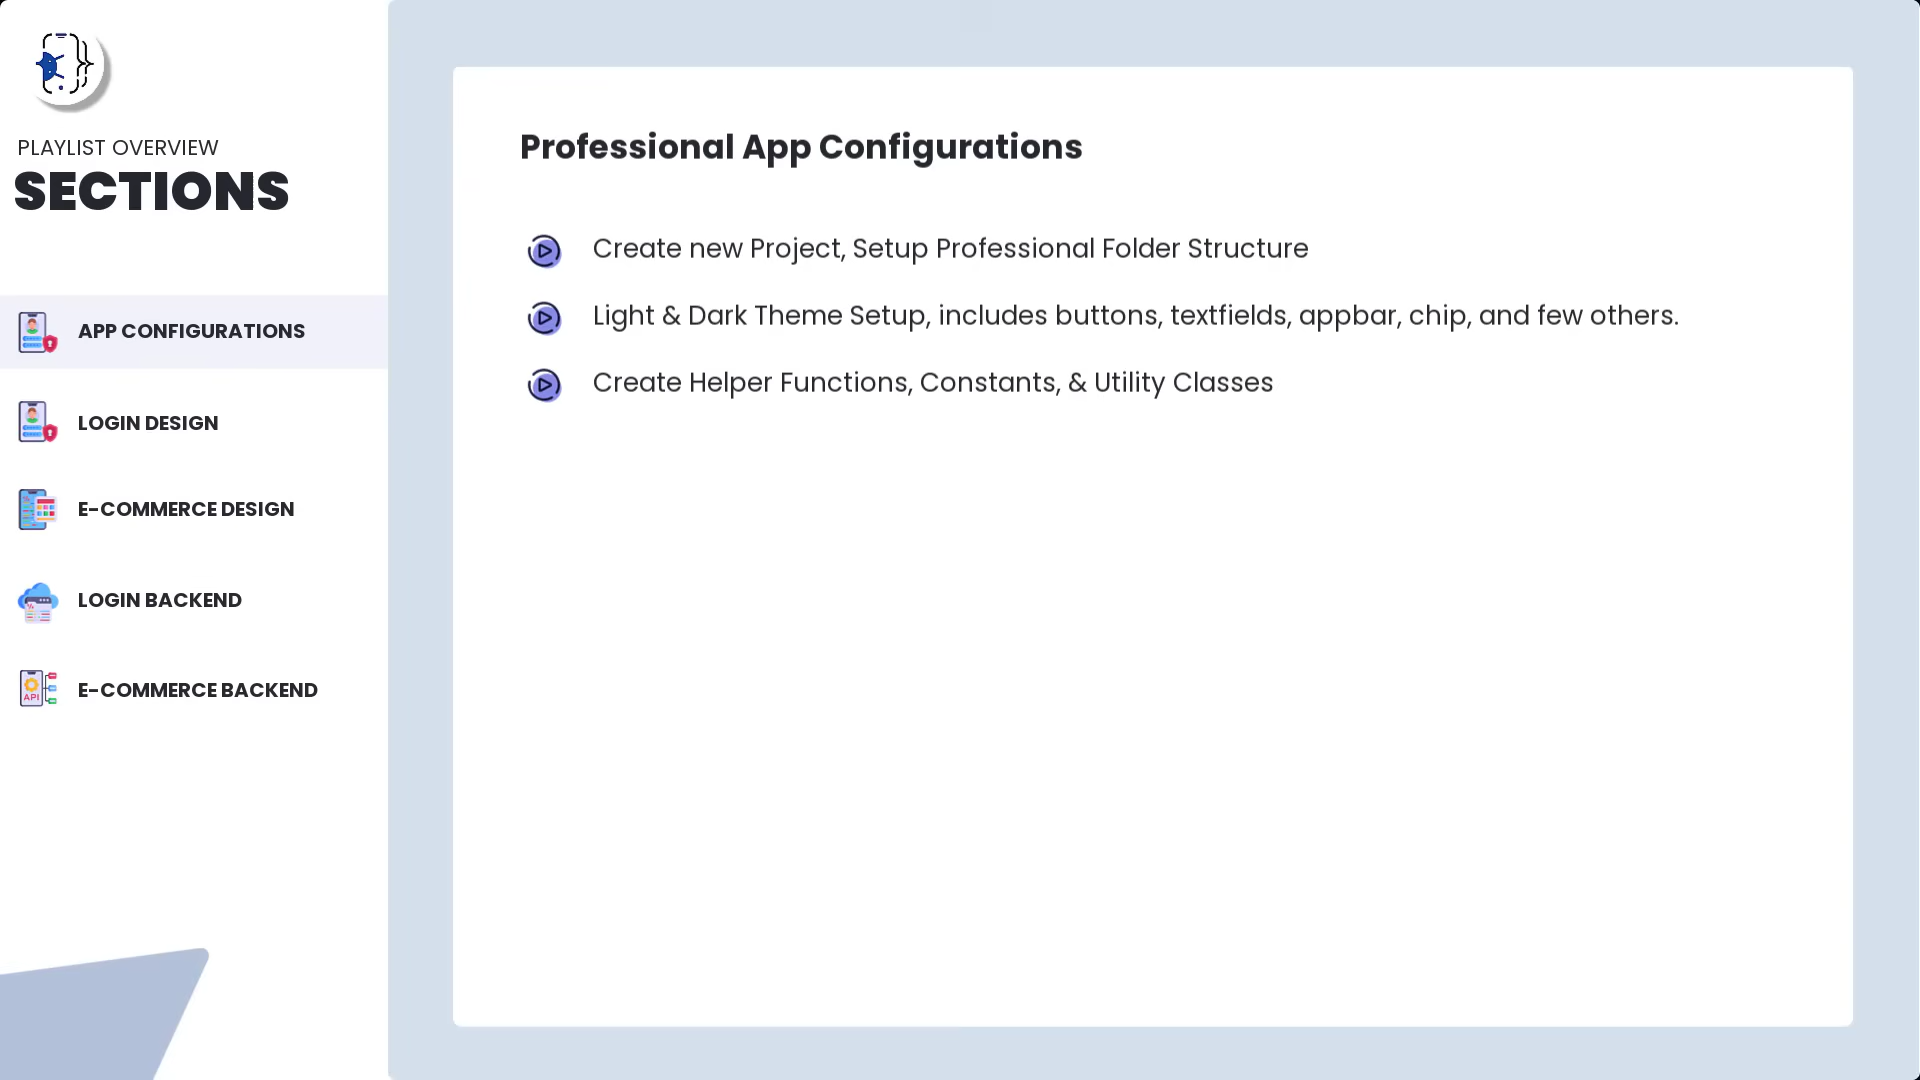 PLAYLIST OVERVIEW
SECTIONS
APP CONFIGURATIONS
LOGIN DESIGN
E-COMMERCE DESIGN
LOGIN BACKEND
API
E-COMMERCE BACKEND
Professional App Configurations
Create new Project, Setup Professional Folder Structure
Light & Dark Theme Setup, includes buttons, textfields, appbar, chip, and few others.
Create Helper Functions, Constants, & Utility Classes